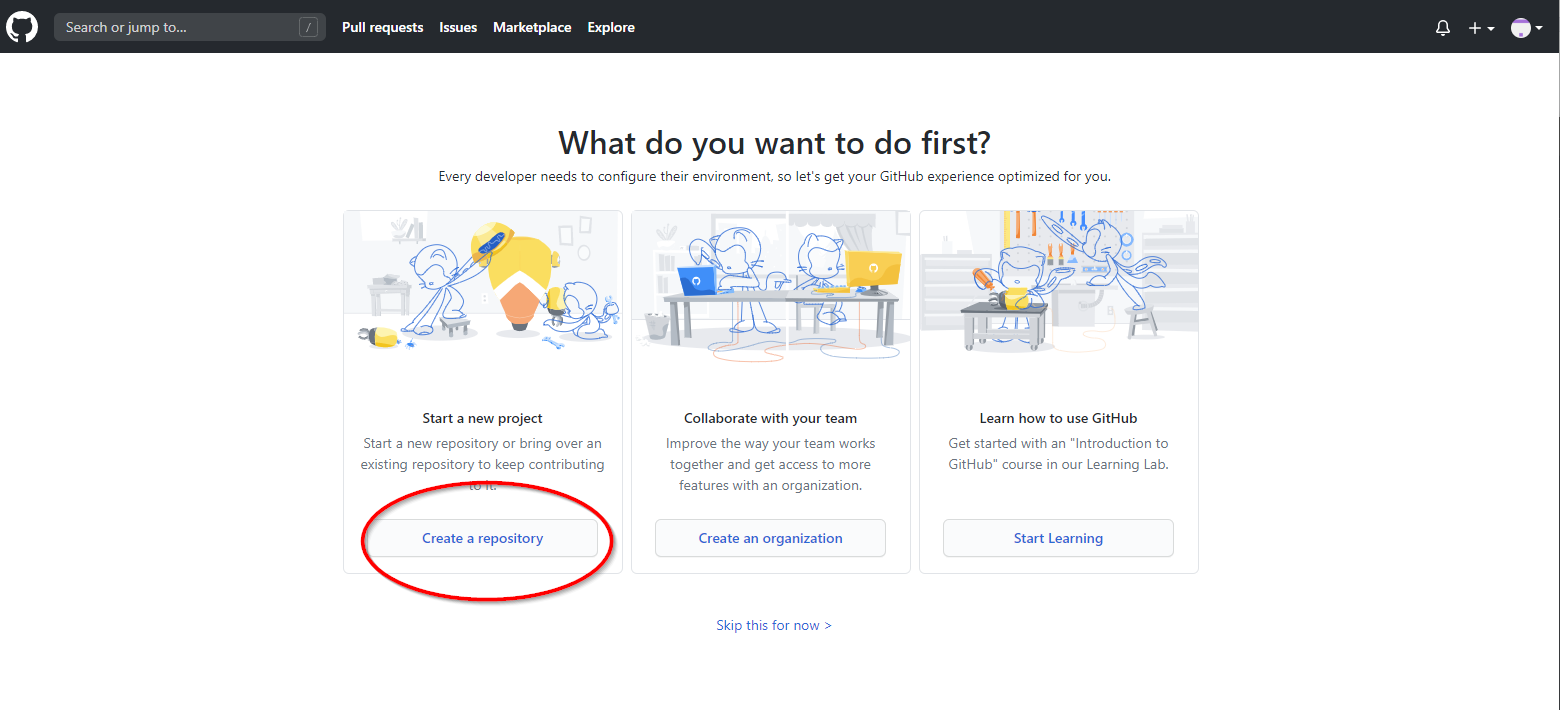 Search or jump to... / Pull requests Issues Marketplace Explore
What do you want to do first?
Every developer needs to configure their environment, so let's get your GitHub experience optimized for you.
Start a new project
Start a new repository or bring over an
existing repository to keep contributing
to it.
Create a repository
Collaborate with your team
Improve the way your team works
together and get access to more
features with an organization.
Create an organization
Learn how to use GitHub
Get started with an "Introduction to
GitHub" course in our Learning Lab.
Start Learning
Skip this for now >